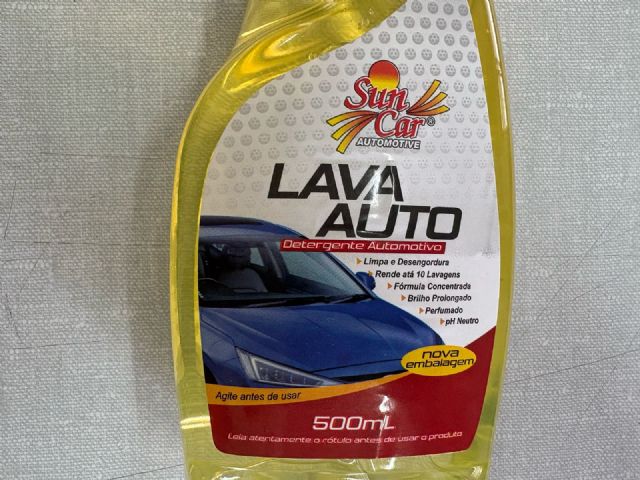 Sun
Car®
AUTOMOTIVE
LAVA
AUTO
Detergente Automotivo
Limpa e Desengordura
Rende até 10 Lavagens
Fórmula Concentrada
Brilho Prolongado
Perfumado
pH Neutro
nova
embalagem
Agite antes de usar
500mL
Leia atentamente o rótulo antes de usar o produto